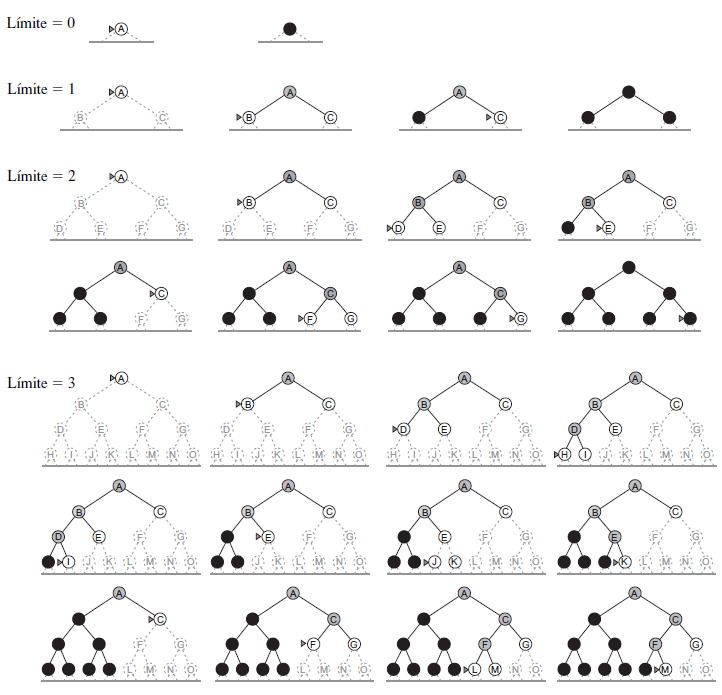 Límite = 0 A
Límite = 1 A A A
B C B C C
Límite = 2 A A A A
B C B C B C B C
D E F G D E F G D E F G E F G
A A A
C C C
F G F G G
Límite = 3 A A A A
B C B C B C B C
D E F G D E F G D E F G D E F G
H I J K L M N O H I J K L M N O H I J K L M N O H I J K L M N O
A A A A
B C B C B C B C
D E F G E F G E F G E F G
I J K L M N O J K L M N O J K L M N O K L M N O
A A A A
C C C C
F G F G F G F G
L M N O L M N O L M N O M N O